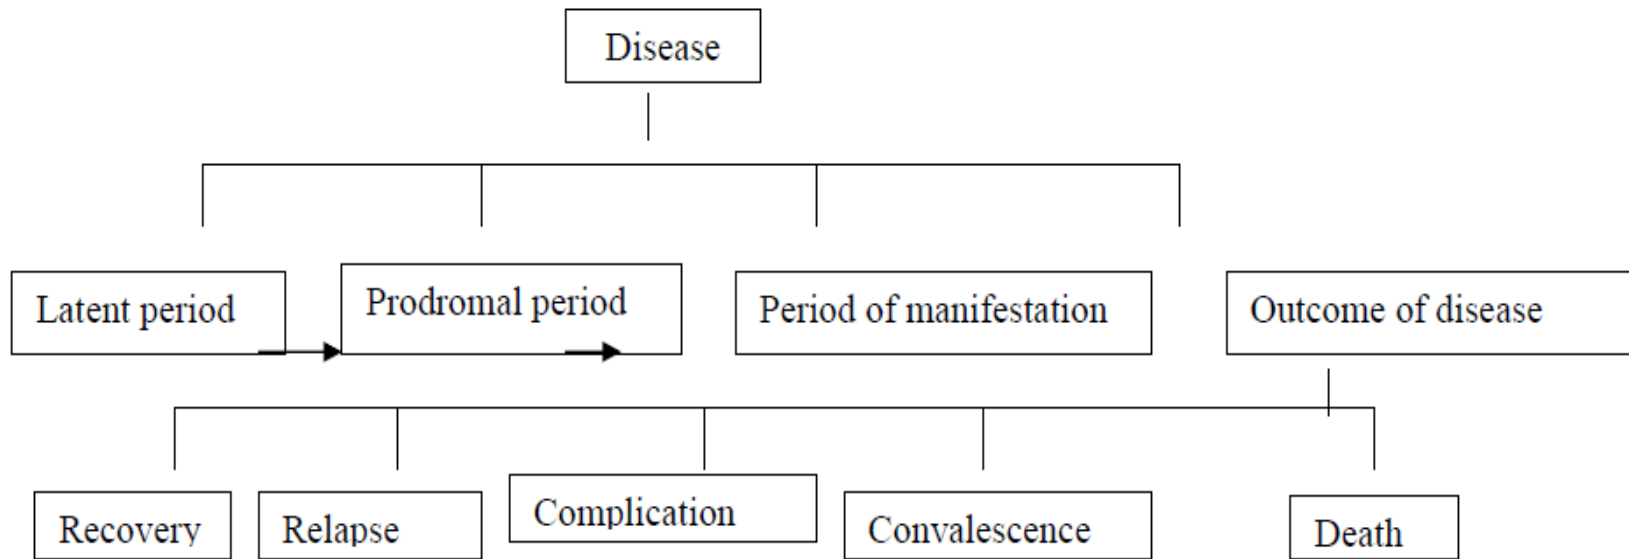 Disease
Latent period
Prodromal period
Period of manifestation
Outcome of disease
Recovery
Relapse
Complication
Convalescence
Death